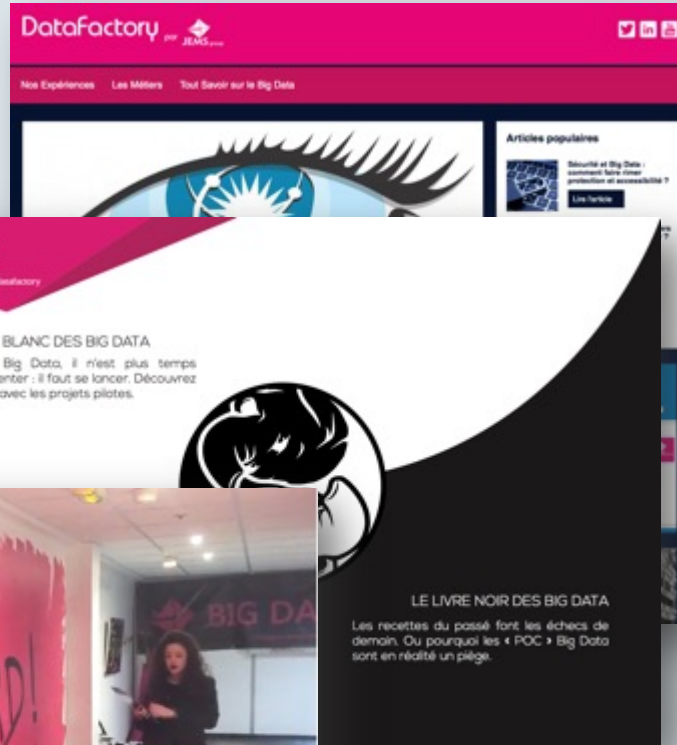 DataFactory par JEMS group
Nos Expériences Les Métiers Tout Savoir sur le Big Data
Articles populaires
Sécurité et Big Data :
comment faire rimer
protection et accessibilité ?
Lire l'article
?
datafactory
BLANC DES BIG DATA
Big Data, il n'est plus temps
enter : il faut se lancer. Découvrez
avec les projets pilotes.
BIG DA
D!
LE LIVRE NOIR DES BIG DATA
Les recettes du passé font les échecs de
demain. Ou pourquoi les « POC » Big Data
sont en réalité un piège.